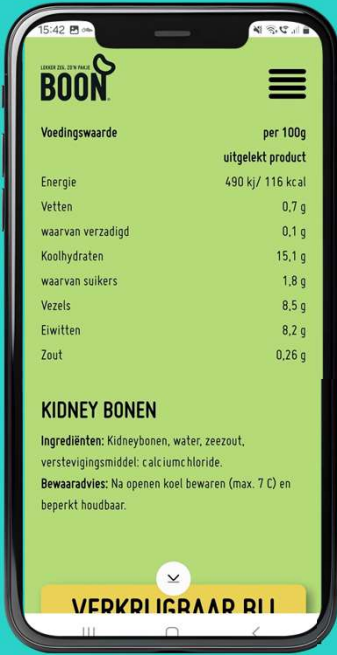 15:42
LEKKER ZEG, ZO'N PAKJE
BOON
Voedingswaarde per 100g
uitgelekt product
Energie 490 kj/ 116 kcal
Vetten 0,7 g
waarvan verzadigd 0,1 g
Koolhydraten 15,1 g
waarvan suikers 1,8 g
Vezels 8,5 g
Eiwitten 8,2 g
Zout 0,26 g
KIDNEY BONEN
Ingrediënten: Kidneybonen, water, zeezout,
verstevigingsmiddel: calciumchloride.
Bewaaradvies: Na openen koel bewaren (max. 7 C) en
beperkt houdbaar.
VERKRIJGBAAR BIJ